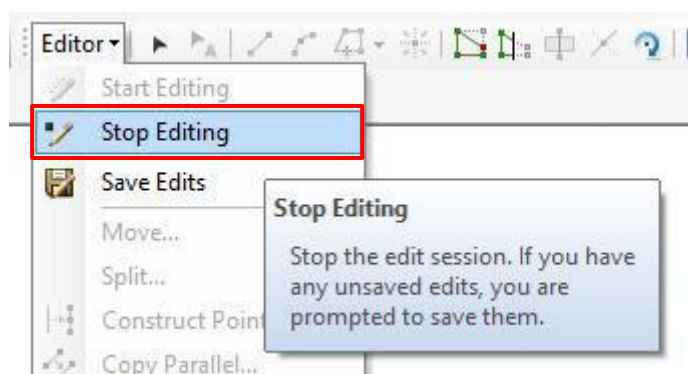 Editor
Start Editing
Stop Editing
Save Edits
Move...
Split...
Construct Point
Copy Parallel...
Stop Editing
Stop the edit session. If you have
any unsaved edits, you are
prompted to save them.